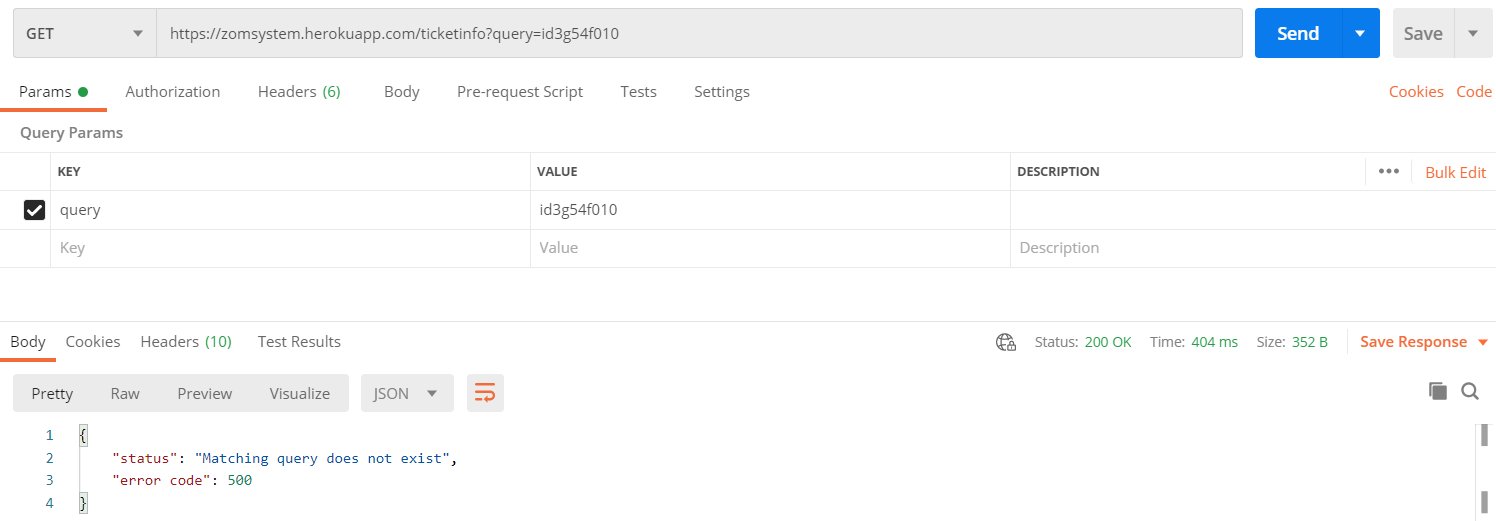 GET https://zomsystem.herokuapp.com/ticketinfo?query=id3g54f010 Send Save
Params Authorization Headers (6) Body Pre-request Script Tests Settings Cookies Code
Query Params
KEY VALUE DESCRIPTION ••• Bulk Edit
query id3g54f010
Key Value Description
Body Cookies Headers (10) Test Results Status: 200 OK Time: 404 ms Size: 352 B Save Response
Pretty Raw Preview Visualize JSON
1 {
2 "status": "Matching query does not exist",
3 "error code": 500
4 }